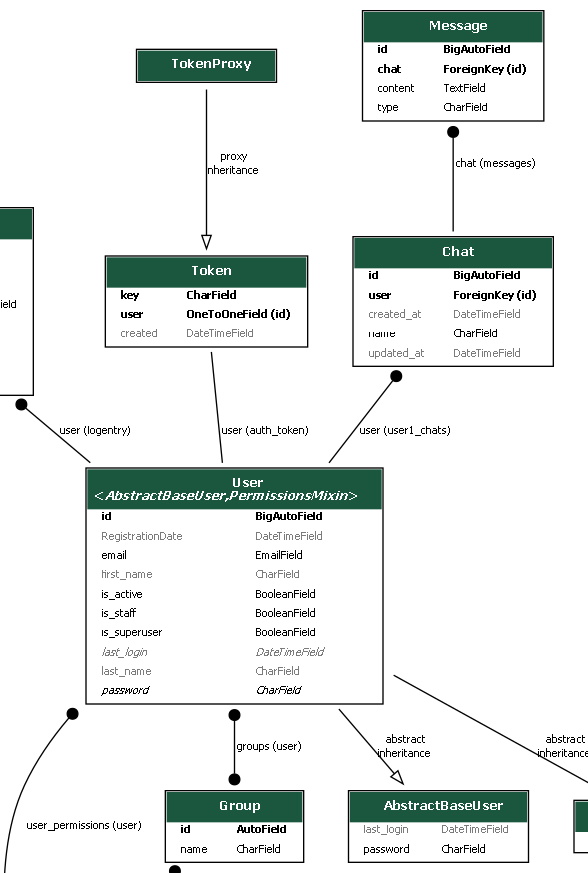 Message
id BigAutoField
chat ForeignKey (id)
content TextField
type CharField
TokenProxy
proxy
inheritance
chat (messages)
Token
key CharField
user OneToOneField (id)
created DateTimeField
Chat
id BigAutoField
user ForeignKey (id)
created_at DateTimeField
name CharField
updated_at DateTimeField
ield
user (logentry)
user (auth_token)
user (user1_chats)
User
<AbstractBaseUser,PermissionsMixin>
id BigAutoField
RegistrationDate DateTimeField
email EmailField
first_name CharField
is_active BooleanField
is_staff BooleanField
is_superuser BooleanField
last_login DateTimeField
last_name CharField
password CharField
groups (user)
abstract
inheritance
abstract
inheritance
user_permissions (user)
Group
id AutoField
name CharField
AbstractBaseUser
last_login DateTimeField
password CharField